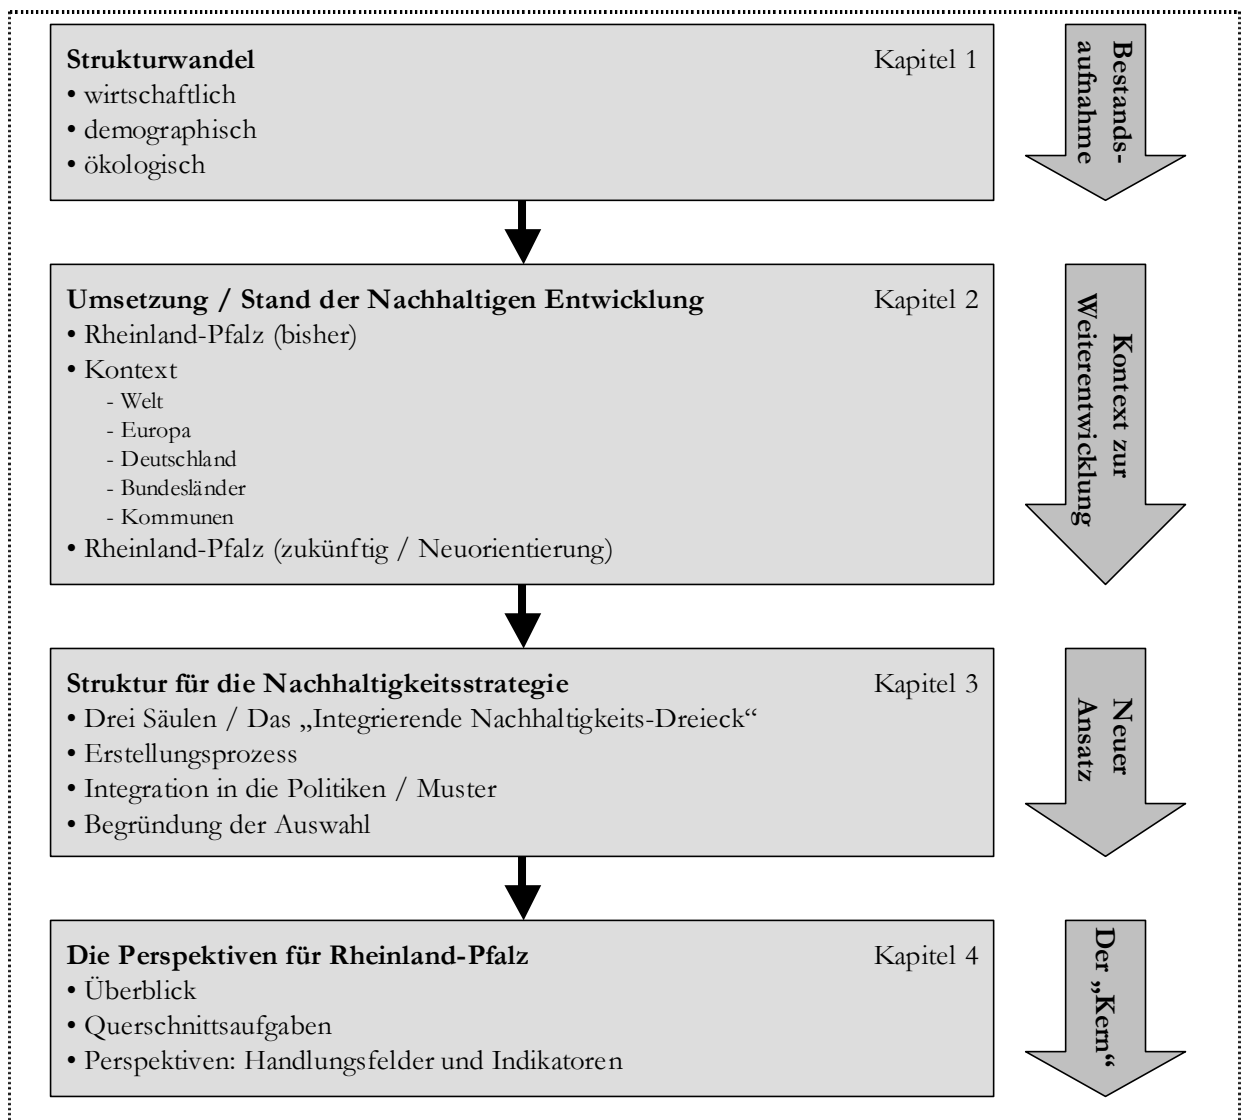 Strukturwandel Kapitel 1
• wirtschaftlich
• demographisch
• ökologisch
Bestands-
aufnahme
Umsetzung / Stand der Nachhaltigen Entwicklung Kapitel 2
• Rheinland-Pfalz (bisher)
• Kontext
- Welt
- Europa
- Deutschland
- Bundesländer
- Kommunen
• Rheinland-Pfalz (zukünftig / Neuorientierung)
Kontext zur
Weiterentwicklung
Struktur für die Nachhaltigkeitsstrategie Kapitel 3
• Drei Säulen / Das „Integrierende Nachhaltigkeits-Dreieck“
• Erstellungsprozess
• Integration in die Politiken / Muster
• Begründung der Auswahl
Neuer
Ansatz
Die Perspektiven für Rheinland-Pfalz Kapitel 4
• Überblick
• Querschnittsaufgaben
• Perspektiven: Handlungsfelder und Indikatoren
Der „Kern“